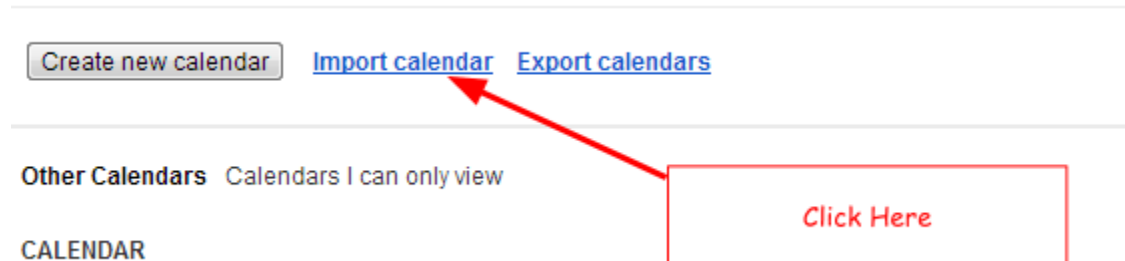 Create new calendar Import calendar Export calendars
Other Calendars Calendars I can only view
Click Here
CALENDAR